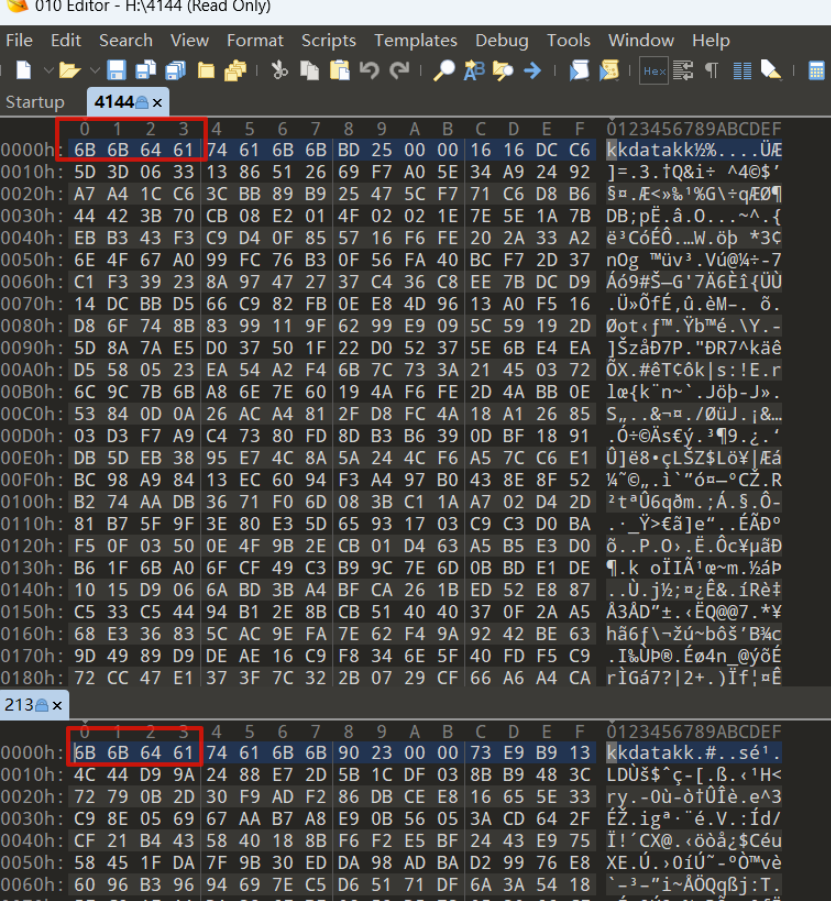 010 Editor - H:\4144 (Read Only)
File Edit Search View Format Scripts Templates Debug Tools Window Help
Hex
Startup 4144
0 1 2 3 4 5 6 7 8 9 A B C D E F 0123456789ABCDEF
0000h: 6B 6B 64 61 74 61 6B 6B BD 25 00 00 16 16 DC C6 kkdatakk½%....ÜÆ
0010h: 5D 3D 06 33 13 86 51 26 69 F7 A0 5E 34 A9 24 92 ]=.3.†Q&i÷ ^4©$’
0020h: A7 A4 1C C6 3C BB 89 B9 25 47 5C F7 71 C6 D8 B6 §¤.Æ<»‰¹%G\÷qÆØ¶
0030h: 44 42 3B 70 CB 08 E2 01 4F 02 02 1E 7E 5E 1A 7B DB;pË.â.O...~^.{
0040h: EB B3 43 F3 C9 D4 0F 85 57 16 F6 FE 20 2A 33 A2 ë³CóÉÔ.…W.öþ *3¢
0050h: 6E 4F 67 A0 99 FC 76 B3 0F 56 FA 40 BC F7 2D 37 nOg ™üv³.Vú@¼÷-7
0060h: C1 F3 39 23 8A 97 47 27 37 C4 36 C8 EE 7B DC D9 Áó9#Š—G'7Ä6Èî{ÜÙ
0070h: 14 DC BB D5 66 C9 82 FB 0E E8 4D 96 13 A0 F5 16 .Ü»ÕfÉ‚û.èM–. õ.
0080h: D8 6F 74 8B 83 99 11 9F 62 99 E9 09 5C 59 19 2D Øot‹ƒ™.Ÿb™é.\Y.-
0090h: 5D 8A 7A E5 D0 37 50 1F 22 D0 52 37 5E 6B E4 EA ]ŠzåÐ7P."ÐR7^käê
00A0h: D5 58 05 23 EA 54 A2 F4 6B 7C 73 3A 21 45 03 72 ÕX.#êT¢ôk|s:!E.r
00B0h: 6C 9C 7B 6B A8 6E 7E 60 19 4A F6 FE 2D 4A BB 0E lœ{k¨n~`.Jöþ-J».
00C0h: 53 84 0D 0A 26 AC A4 81 2F D8 FC 4A 18 A1 26 85 S„..&¬¤./ØüJ.¡&…
00D0h: 03 D3 F7 A9 C4 73 80 FD 8D B3 B6 39 0D BF 18 91 .Ó÷©Äs€ý.³¶9.¿.‘
00E0h: DB 5D EB 38 95 E7 4C 8A 5A 24 4C F6 A5 7C C6 E1 Û]ë8•çLŠZ$Lö¥|Æá
00F0h: BC 98 A9 84 13 EC 60 94 F3 A4 97 B0 43 8E 8F 52 ¼˜©„.ì`”ó¤—°CŽ.R
0100h: B2 74 AA DB 36 71 F0 6D 08 3B C1 1A A7 02 D4 2D ²tªÛ6qðm.;Á.§.Ô-
0110h: 81 B7 5F 9F 3E 80 E3 5D 65 93 17 03 C9 C3 D0 BA .·_Ÿ>€ã]e“..ÉÃÐº
0120h: F5 0F 03 50 0E 4F 9B 2E CB 01 D4 63 A5 B5 E3 D0 õ..P.O›.Ë.Ôc¥µãÐ
0130h: B6 1F 6B A0 6F CF 49 C3 B9 9C 7E 6D 0B BD E1 DE ¶.k oÏIÃ¹œ~m.½áÞ
0140h: 10 15 D9 06 6A BD 3B A4 BF CA 26 1B ED 52 E8 87 ..Ù.j½;¤¿Ê&.íRè‡
0150h: C5 33 C5 44 94 B1 2E 8B CB 51 40 40 37 0F 2A A5 Å3ÅD”±.‹ËQ@@7.*¥
0160h: 68 E3 36 83 5C AC 9E FA 7E 62 F4 9A 92 42 BE 63 hã6ƒ\¬žú~bôš’B¾c
0170h: 9D 49 89 D9 DE AE 16 C9 F8 34 6E 5F 40 FD F5 C9 .I‰ÙÞ®.Éø4n_@ýõÉ
0180h: 72 CC 47 E1 37 3F 7C 32 2B 07 29 CF 66 A6 A4 CA rÌGá7?|2+.)Ïf¦¤Ê
213
0 1 2 3 4 5 6 7 8 9 A B C D E F 0123456789ABCDEF
0000h: 6B 6B 64 61 74 61 6B 6B 90 23 00 00 73 E9 B9 13 kkdatakk.#..sé¹.
0010h: 4C 44 D9 9A 24 88 E7 2D 5B 1C DF 03 8B B9 48 3C LDÙš$ˆç-[.ß.‹¹H<
0020h: 72 79 0B 2D 30 F9 AD F2 86 DB CE E8 16 65 5E 33 ry.-0ù-ò†ÛÎè.e^3
0030h: C9 8E 05 69 67 AA B7 A8 E9 0B 56 05 3A CD 64 2F ÉŽ.igª·¨é.V.:Íd/
0040h: CF 21 B4 43 58 40 18 8B F6 F2 E5 BF 24 43 E9 75 Ï!´CX@.‹öòå¿$Céu
0050h: 58 45 1F DA 7F 9B 30 ED DA 98 AD BA D2 99 76 E8 XE.Ú.›0íÚ˜-ºÒ™vè
0060h: 60 96 B3 96 94 69 7E C5 D6 51 71 DF 6A 3A 54 18 `–³–”i~ÅÖQqßj:T.